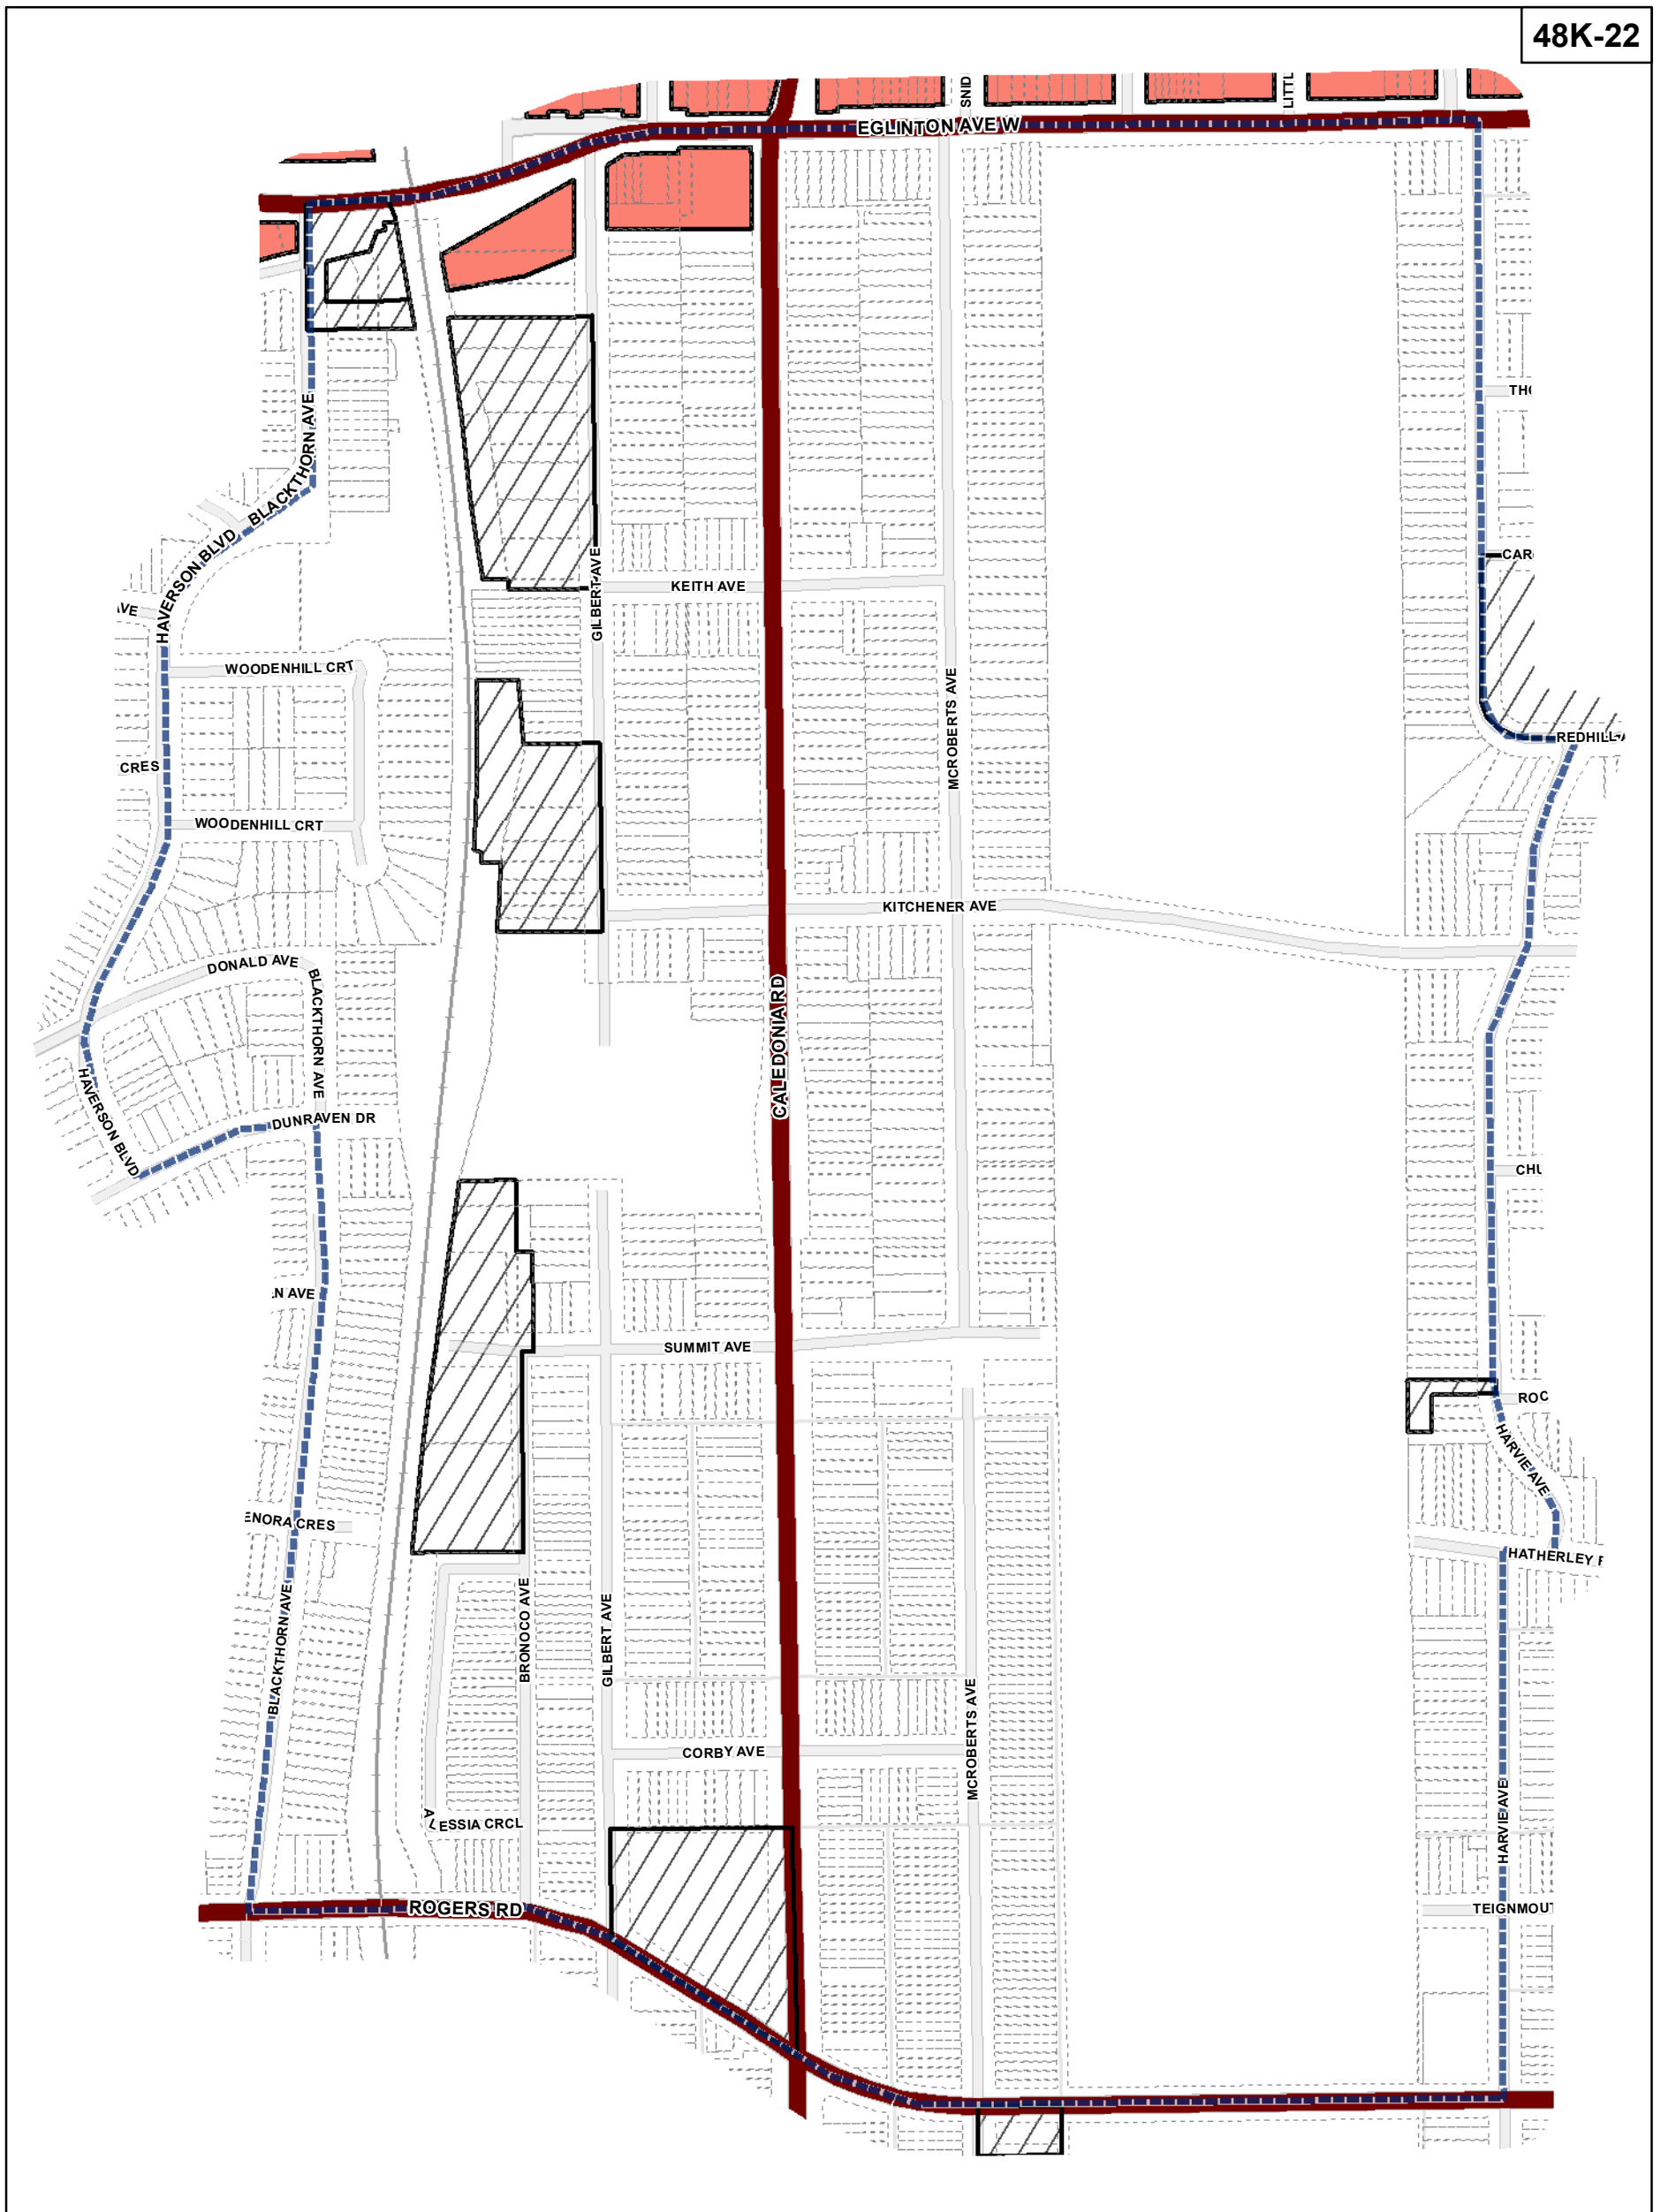 48K-22
SNID
LITTL
EGLINTON AVE W
BLACKTHORN AVE
THO
BLACKTHORN
HAVERSON BLVD
CAR
GILBERT AVE
KEITH AVE
AVE
WOODENHILL CRT
MCROBERTS AVE
REDHILL A
CRES
WOODENHILL CRT
KITCHENER AVE
DONALD AVE
BLACKTHORN AVE
CALEDONIA RD
HAVERSON BLVD
DUNRAVEN DR
CHU
N AVE
SUMMIT AVE
ROC
HARVIE AVE
ENORA CRES
HATHERLEY R
BLACKTHORN AVE
BRONOCO AVE
GILBERT AVE
MCROBERTS AVE
CORBY AVE
HARVIE AVE
ALESSIA CRCL
ROGERS RD
TEIGNMOUT